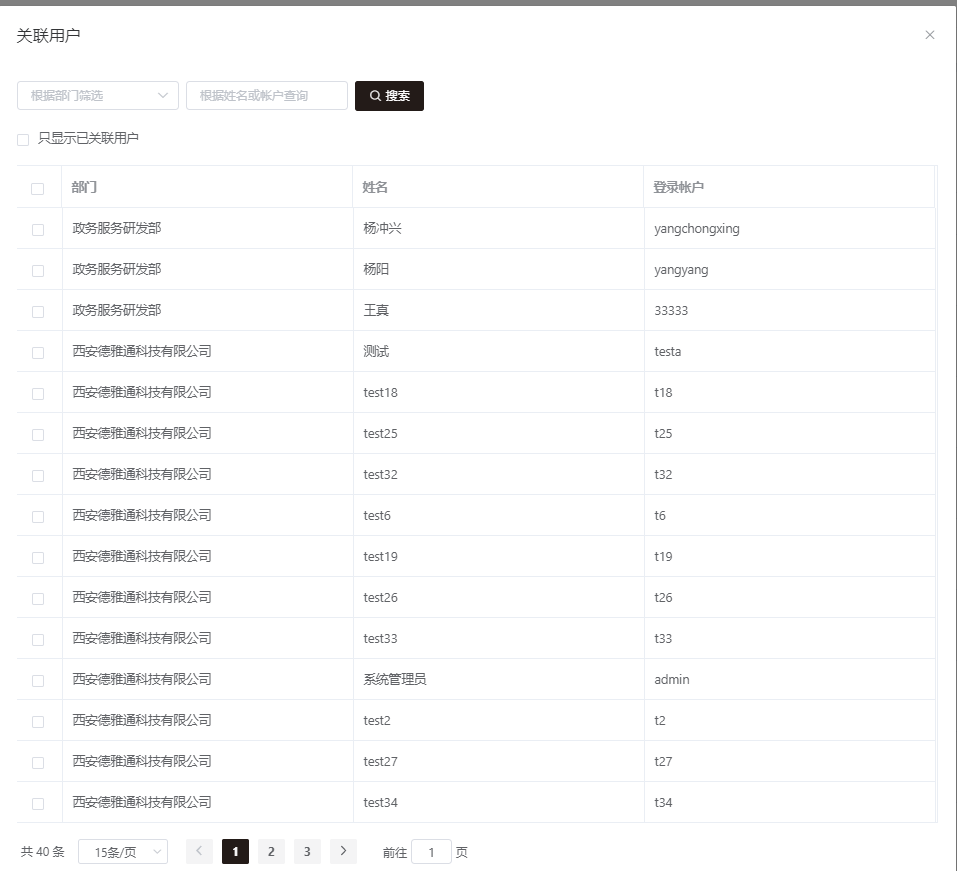 关联用户
根据部门筛选 根据姓名或帐户查询 搜索
只显示已关联用户
部门 姓名 登录帐户
政务服务研发部 杨冲兴 yangchongxing
政务服务研发部 杨阳 yangyang
政务服务研发部 王真 33333
西安德雅通科技有限公司 测试 testa
西安德雅通科技有限公司 test18 t18
西安德雅通科技有限公司 test25 t25
西安德雅通科技有限公司 test32 t32
西安德雅通科技有限公司 test6 t6
西安德雅通科技有限公司 test19 t19
西安德雅通科技有限公司 test26 t26
西安德雅通科技有限公司 test33 t33
西安德雅通科技有限公司 系统管理员 admin
西安德雅通科技有限公司 test2 t2
西安德雅通科技有限公司 test27 t27
西安德雅通科技有限公司 test34 t34
共 40 条 15条/页 1 2 3 前往 1 页